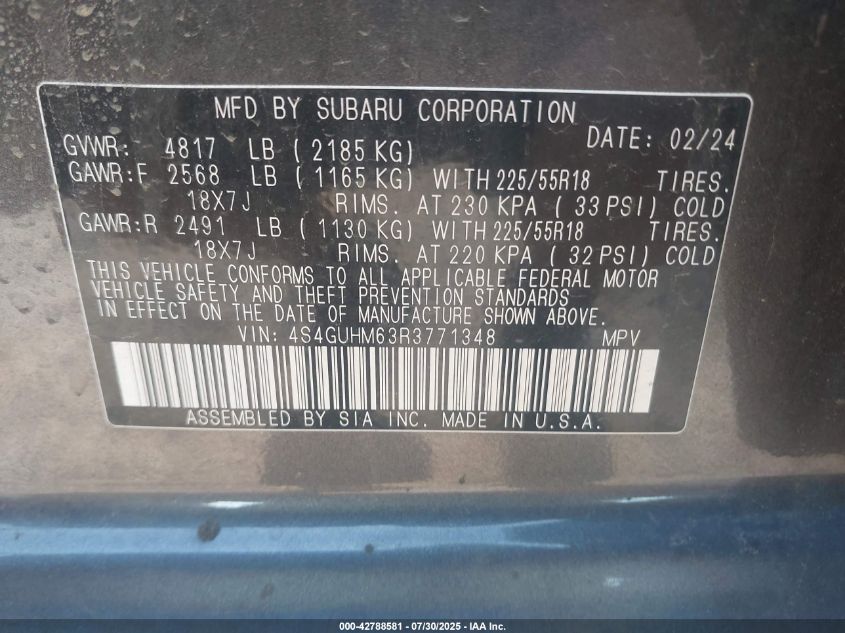 MFD BY SUBARU CORPORATION
DATE: 02/24
GVWR: 4817 LB (2185 KG)
GAWR:F 2568 LB (1165 KG) WITH 225/55R18 TIRES.
18X7J RIMS. AT 230 KPA (33 PSI) COLD
GAWR:R 2491 LB (1130 KG) WITH 225/55R18 TIRES.
18X7J RIMS. AT 220 KPA (32 PSI) COLD
THIS VEHICLE CONFORMS TO ALL APPLICABLE FEDERAL MOTOR
VEHICLE SAFETY AND THEFT PREVENTION STANDARDS
IN EFFECT ON THE DATE OF MANUFACTURE SHOWN ABOVE.
VIN: 4S4GUHM63R3771348 MPV
ASSEMBLED BY SIA INC. MADE IN U.S.A.
000-42788581 / 07/30/2025 - IAA Inc.